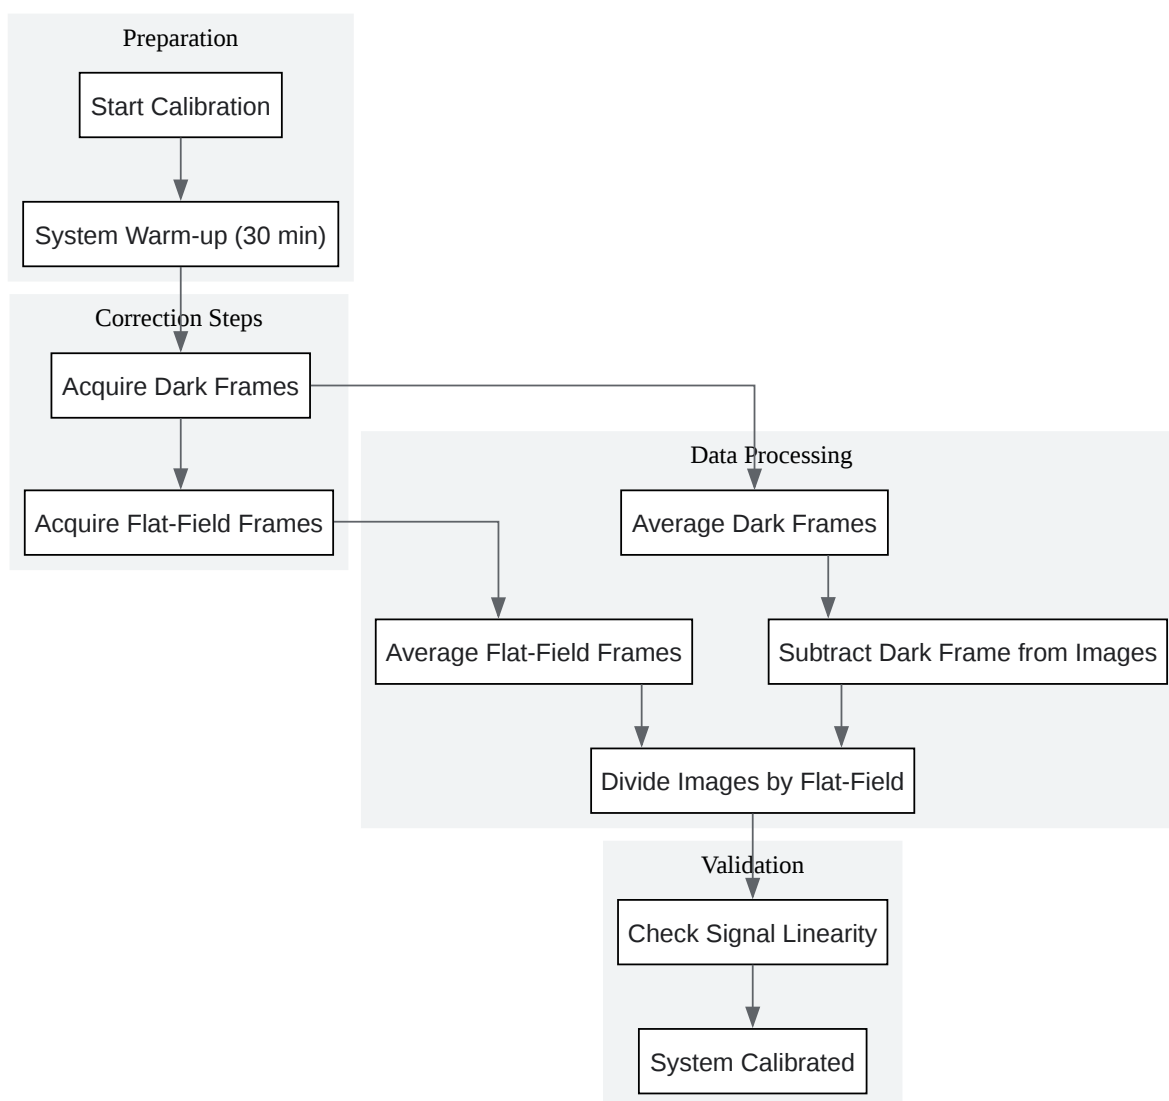 Preparation
Start Calibration
System Warm-up (30 min)
Correction Steps
Acquire Dark Frames
Acquire Flat-Field Frames
Data Processing
Average Dark Frames
Average Flat-Field Frames
Subtract Dark Frame from Images
Divide Images by Flat-Field
Validation
Check Signal Linearity
System Calibrated